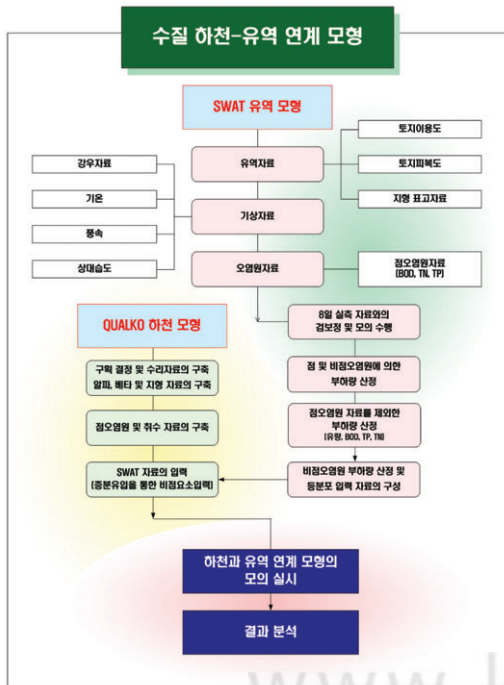 수질 하천-유역 연계 모형
SWAT 유역 모형
토지이용도
강우자료
유역자료
토지피복도
기온
지형 표고자료
기상자료
풍속
상대습도
오염원자료
점오염원자료
(BOD, TN, TP)
QUALKO 하천 모형
8일 실측 자료와의
검보정 및 모의 수행
구획 결정 및 수리자료의 구축
알파, 베타 및 지형 자료의 구축
점 및 비점오염원에 의한
부하량 산정
점오염원 및 취수 자료의 구축
점오염원 자료를 제외한
부하량 산정
(유량, BOD, TP, TN)
SWAT 자료의 입력
(증분유입을 통한 비점요소입력)
비점오염원 부하량 산정 및
등분포 입력 자료의 구성
하천과 유역 연계 모형의
모의 실시
결과 분석